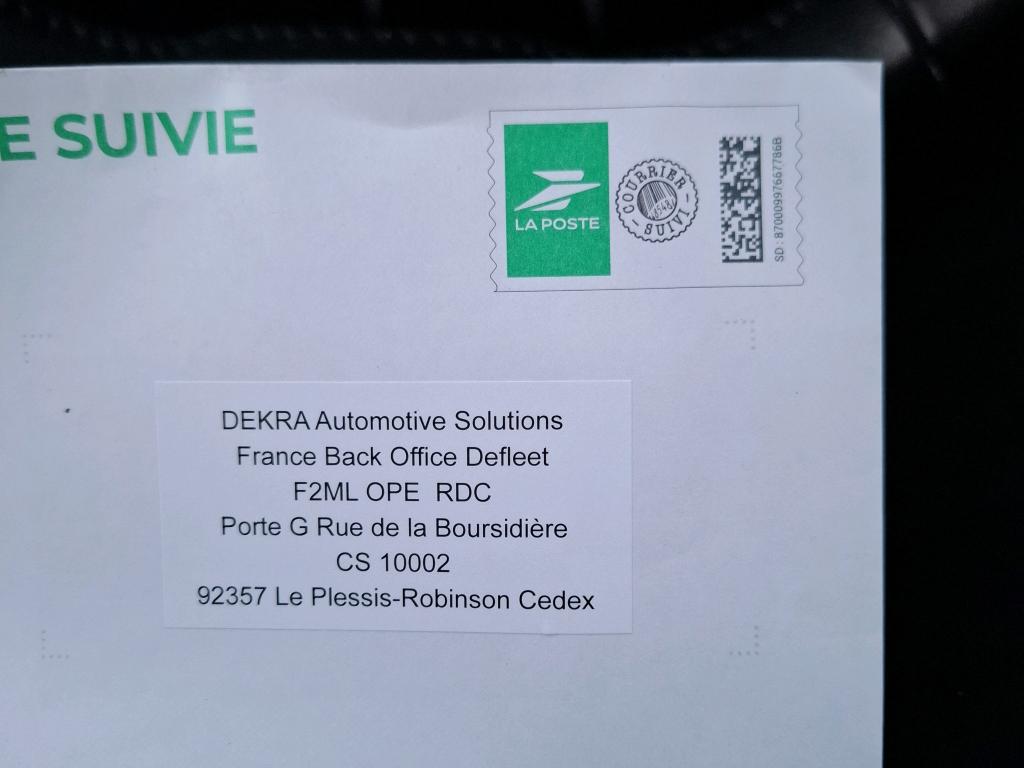 E SUIVIE
LA POSTE
COURRIER
SUIVI
SD : 87000997667786B
DEKRA Automotive Solutions
France Back Office Defleet
F2ML OPE RDC
Porte G Rue de la Boursidière
CS 10002
92357 Le Plessis-Robinson Cedex